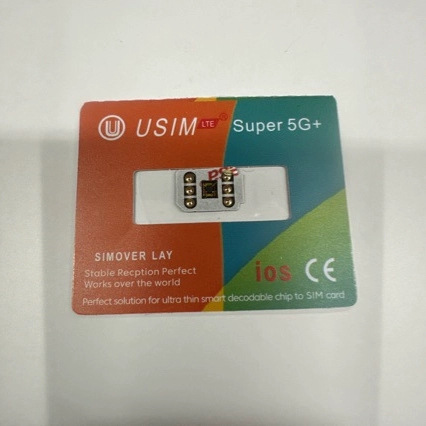 USIM LTE Super 5G+
SIMOVER LAY
Stable Recption Perfect
Works over the world
ios CE
Perfect solution for ultra thin smart decodable chip to SIM card